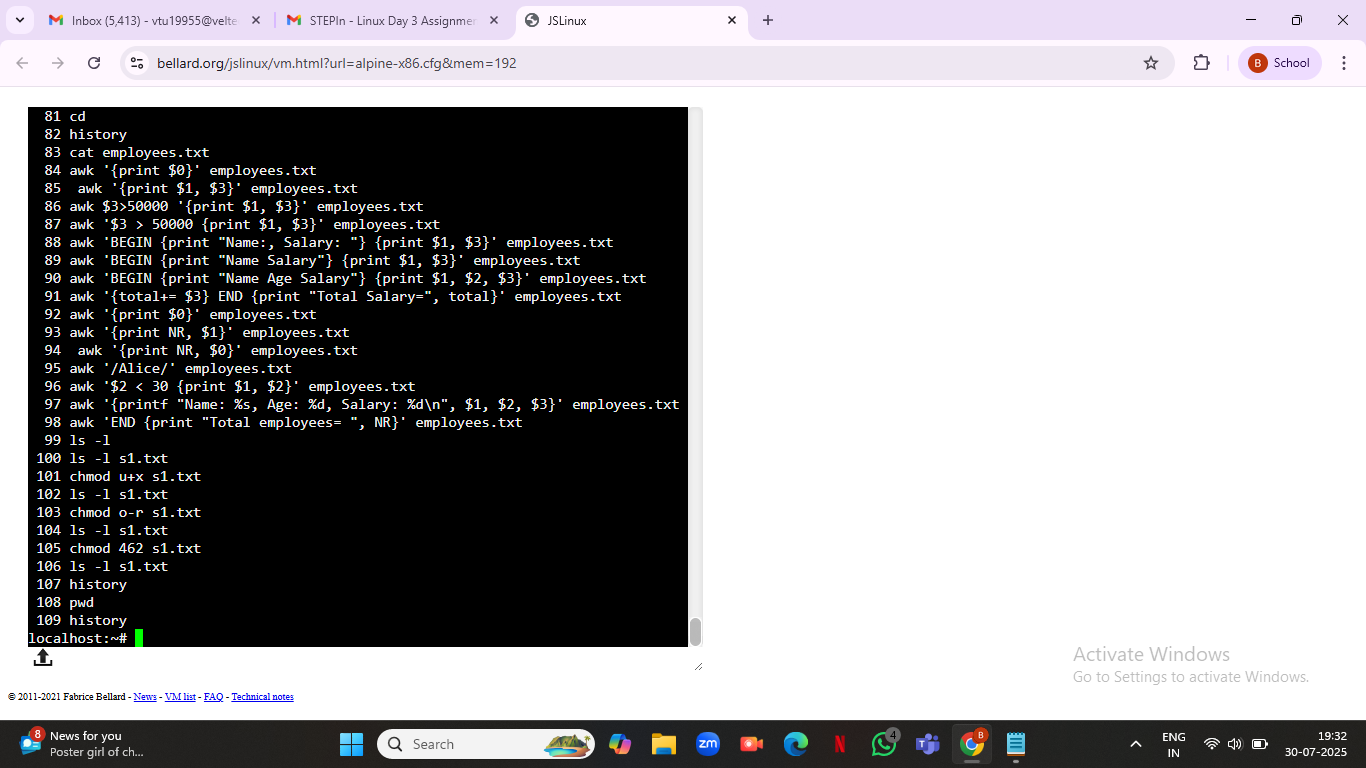 Inbox (5,413) - vtu19955@velte
STEPIn - Linux Day 3 Assignmer
JSLinux
bellard.org/jslinux/vm.html?url=alpine-x86.cfg&mem=192
B School
81 cd
82 history
83 cat employees.txt
84 awk '{print $0}' employees.txt
85  awk '{print $1, $3}' employees.txt
86 awk $3>50000 '{print $1, $3}' employees.txt
87 awk '$3 > 50000 {print $1, $3}' employees.txt
88 awk 'BEGIN {print "Name:, Salary: "} {print $1, $3}' employees.txt
89 awk 'BEGIN {print "Name Salary"} {print $1, $3}' employees.txt
90 awk 'BEGIN {print "Name Age Salary"} {print $1, $2, $3}' employees.txt
91 awk '{total+= $3} END {print "Total Salary=", total}' employees.txt
92 awk '{print $0}' employees.txt
93 awk '{print NR, $1}' employees.txt
94  awk '{print NR, $0}' employees.txt
95 awk '/Alice/' employees.txt
96 awk '$2 < 30 {print $1, $2}' employees.txt
97 awk '{printf "Name: %s, Age: %d, Salary: %d\n", $1, $2, $3}' employees.txt
98 awk 'END {print "Total employees= ", NR}' employees.txt
99 ls -l
100 ls -l s1.txt
101 chmod u+x s1.txt
102 ls -l s1.txt
103 chmod o-r s1.txt
104 ls -l s1.txt
105 chmod 462 s1.txt
106 ls -l s1.txt
107 history
108 pwd
109 history
localhost:~#
Activate Windows
Go to Settings to activate Windows.
© 2011-2021 Fabrice Bellard - News - VM list - FAQ - Technical notes
8
News for you
Poster girl of ch...
Search
zm
N
4
B
ENG
IN
19:32
30-07-2025